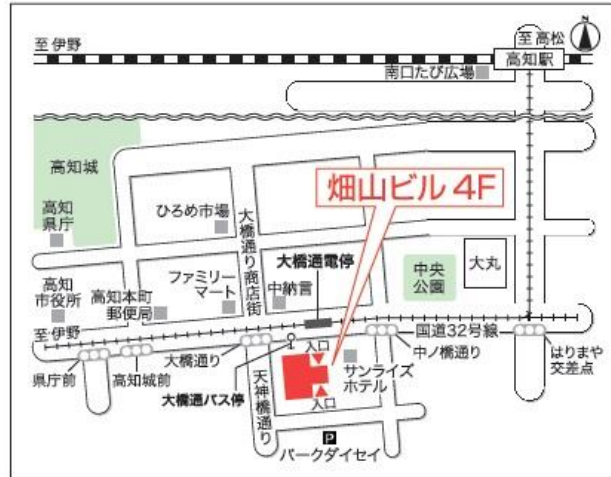 至伊野
至高松
N
高知駅
南口たび広場
高知城
畑山ビル 4F
高知
県庁
ひろめ市場
大橋通り商店街
大橋通電停
大丸
中央
公園
高知
市役所
ファミリー
マート
中納言
高知本町
郵便局
至伊野
国道32号線
入口
大橋通り
中ノ橋通り
はりまや
交差点
県庁前
高知城前
サンライズ
ホテル
大橋通バス停
天神橋通り
入口
P
パークダイセイ